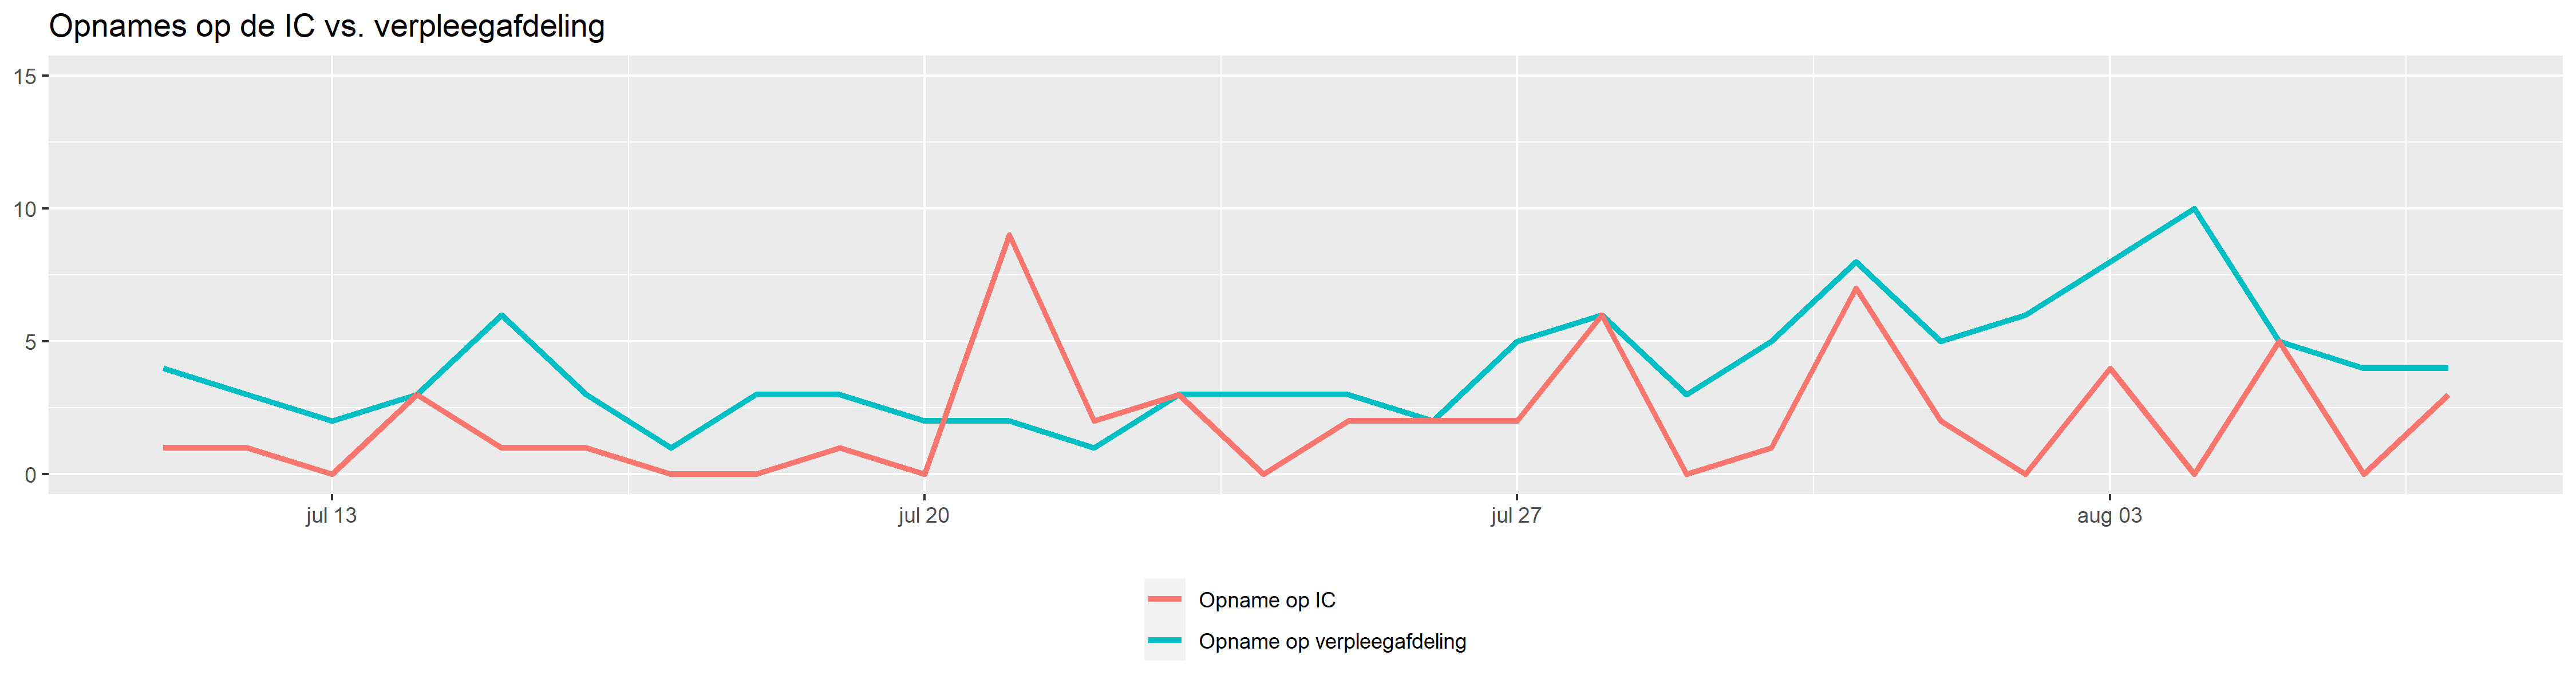 Opnames op de IC vs. verpleegafdeling
15
10
5
0
jul 13 jul 20 jul 27 aug 03
Opname op IC
Opname op verpleegafdeling